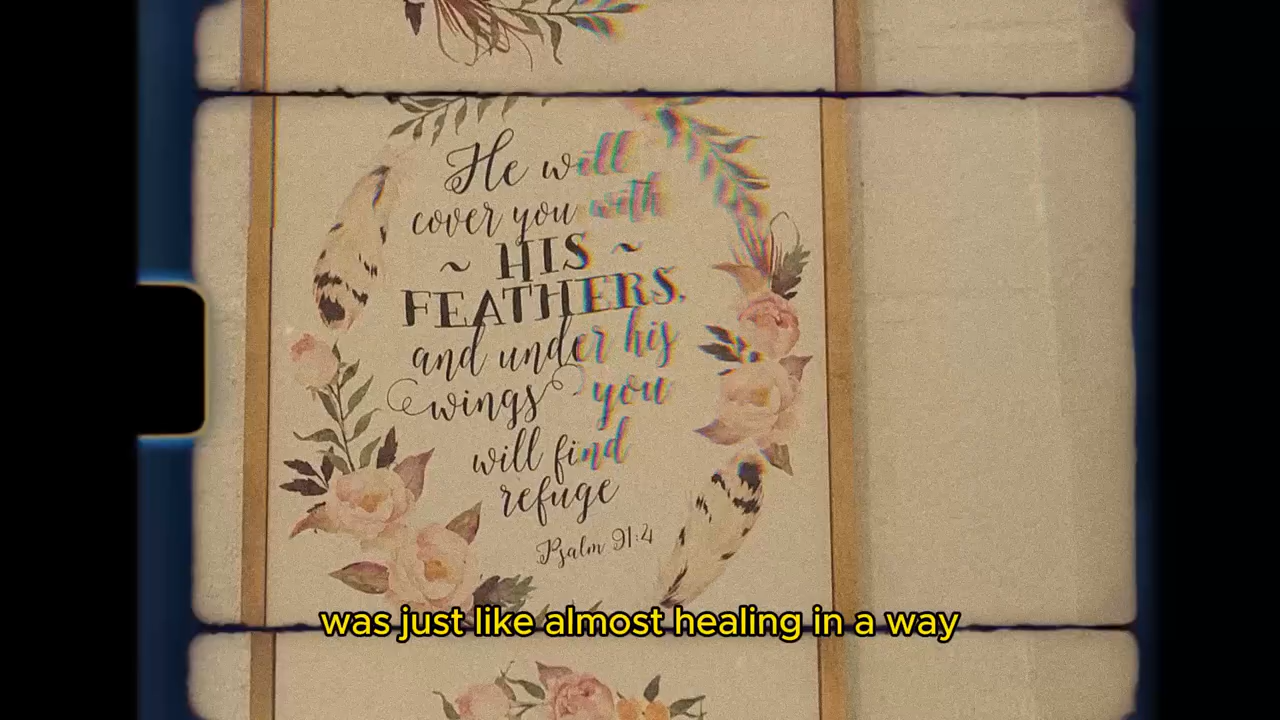 He will
cover you with
~ HIS ~
FEATHERS,
and under his
wings you
will find
refuge
Psalm 91:4
was just like almost healing in a way